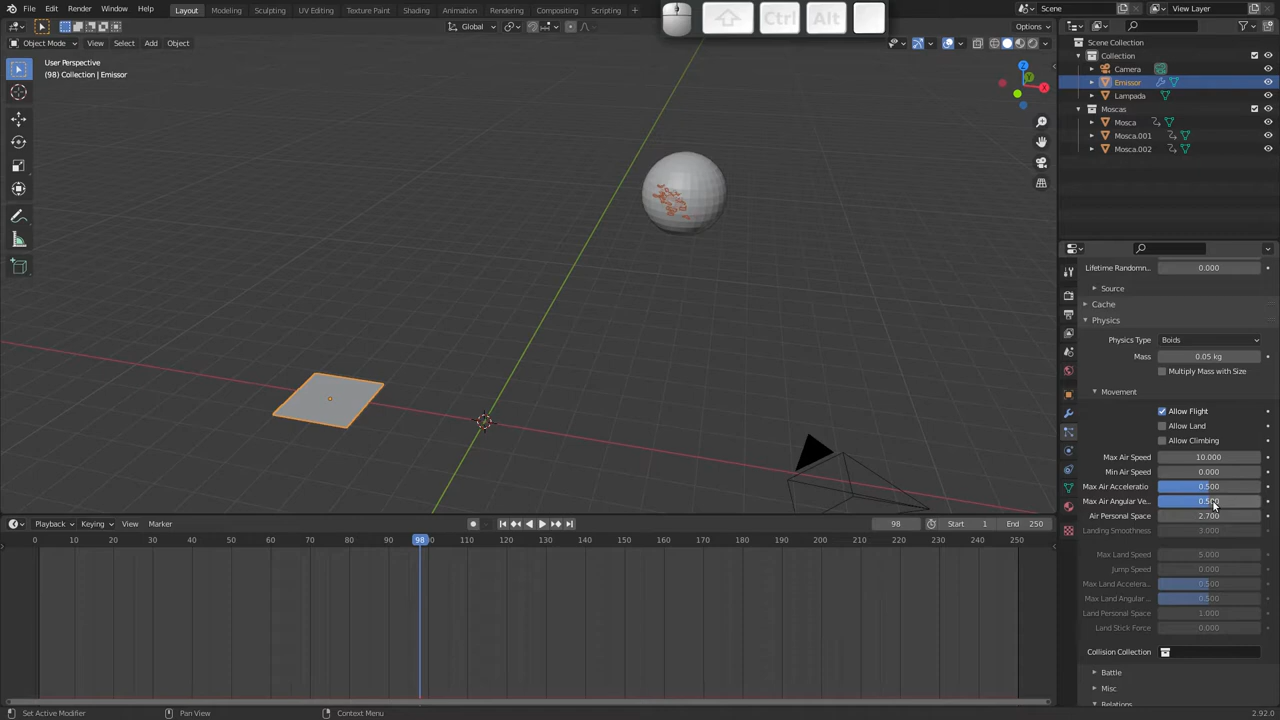 File Edit Render Window Help Layout Modeling Sculpting UV Editing Texture Paint Shading Animation Rendering Compositing Scripting + Ctrl Alt Scene View Layer
Object Mode View Select Add Object Global Options
User Perspective
(98) Collection | Emissor
Z
Y
X
Scene Collection
Collection
Camera
Emissor
Lampada
Moscas
Mosca
Mosca.001
Mosca.002
Lifetime Randomn... 0.000
Source
Cache
Physics
Physics Type Boids
Mass 0.05 kg
Multiply Mass with Size
Movement
Allow Flight
Allow Land
Allow Climbing
Max Air Speed 10.000
Min Air Speed 0.000
Max Air Acceleratio 0.500
Max Air Angular Ve... 0.500
Air Personal Space 2.700
Landing Smoothness 3.000
Max Land Speed 5.000
Jump Speed 0.000
Max Land Accelera... 0.500
Max Land Angular ... 0.500
Land Personal Space 1.000
Land Stick Force 0.000
Collision Collection
Battle
Misc
Relations
Playback Keying View Marker 98 Start 1 End 250
0 10 20 30 40 50 60 70 80 90 98 100 110 120 130 140 150 160 170 180 190 200 210 220 230 240 250
Set Active Modifier Pan View Context Menu 2.92.0